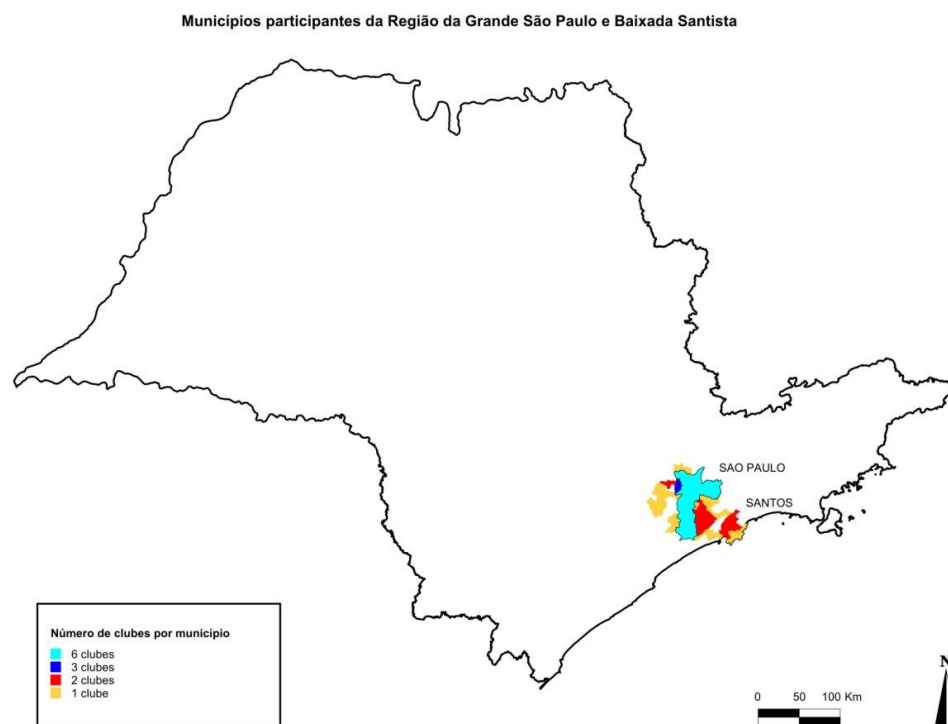 Municípios participantes da Região da Grande São Paulo e Baixada Santista
SAO PAULO
SANTOS
Número de clubes por município
6 clubes
3 clubes
2 clubes
1 clube
N
0 50 100 Km